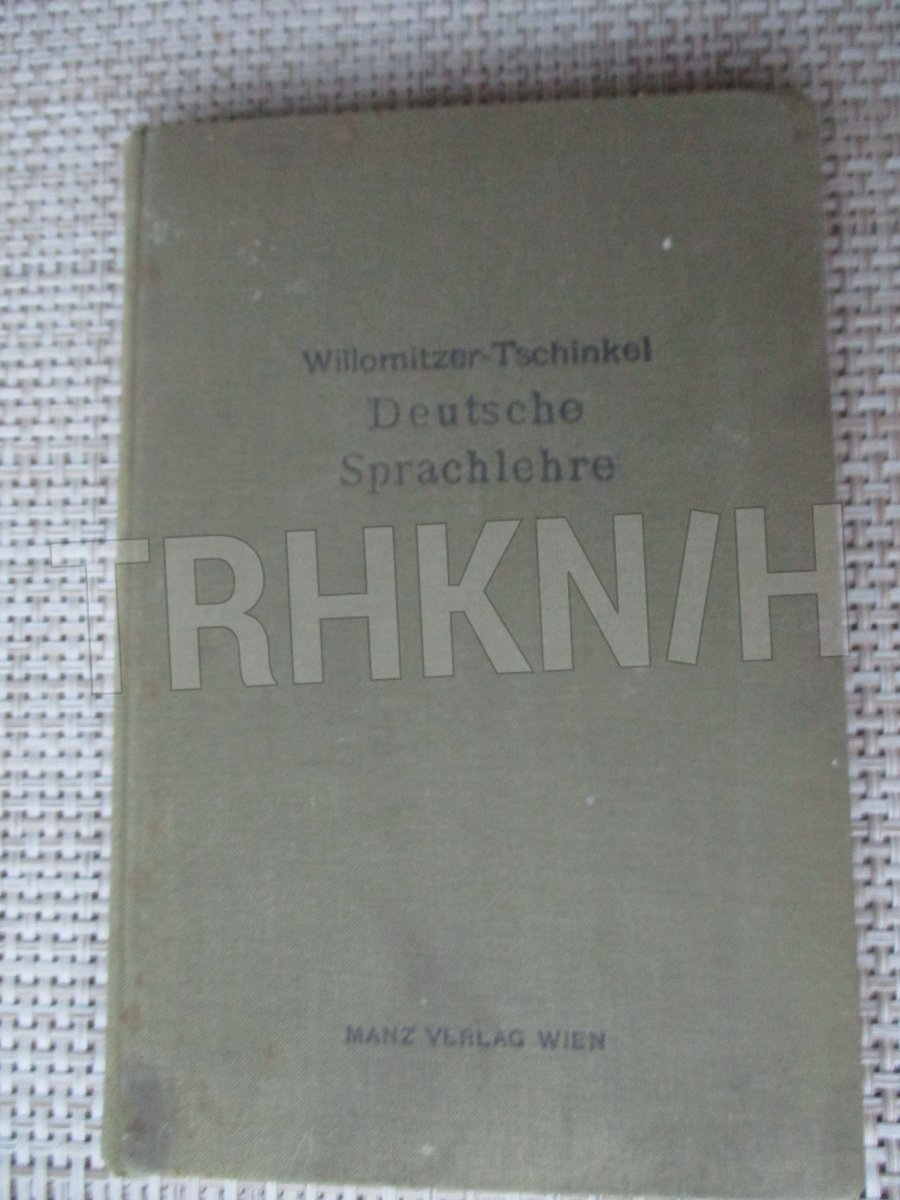 Willomitzer-Tschinkel
Deutsche
Sprachlehre
TRHKN/H
MANZ VERLAG WIEN